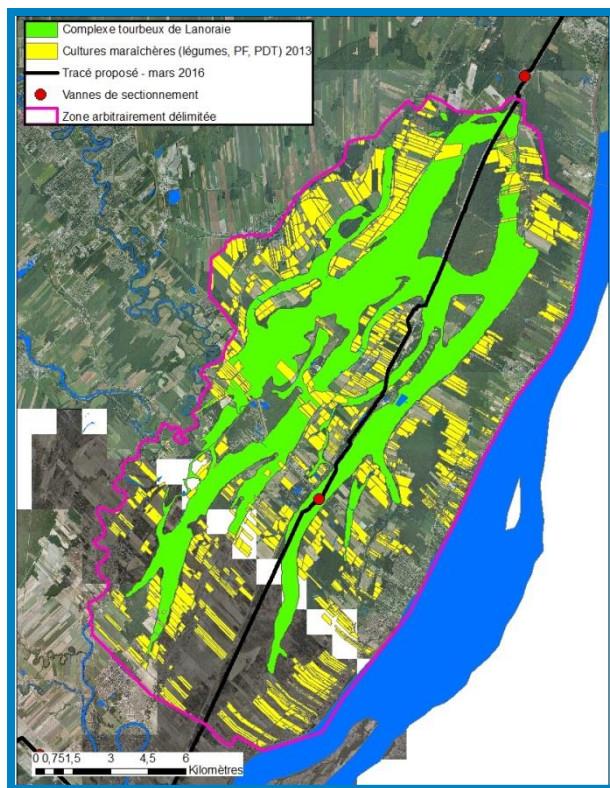 Complexe tourbeux de Lanoraie
Cultures maraîchères (légumes, PF, PDT) 2013
Tracé proposé - mars 2016
Vannes de sectionnement
Zone arbitrairement délimitée
0 0,751,5 3 4,5 6
Kilomètres